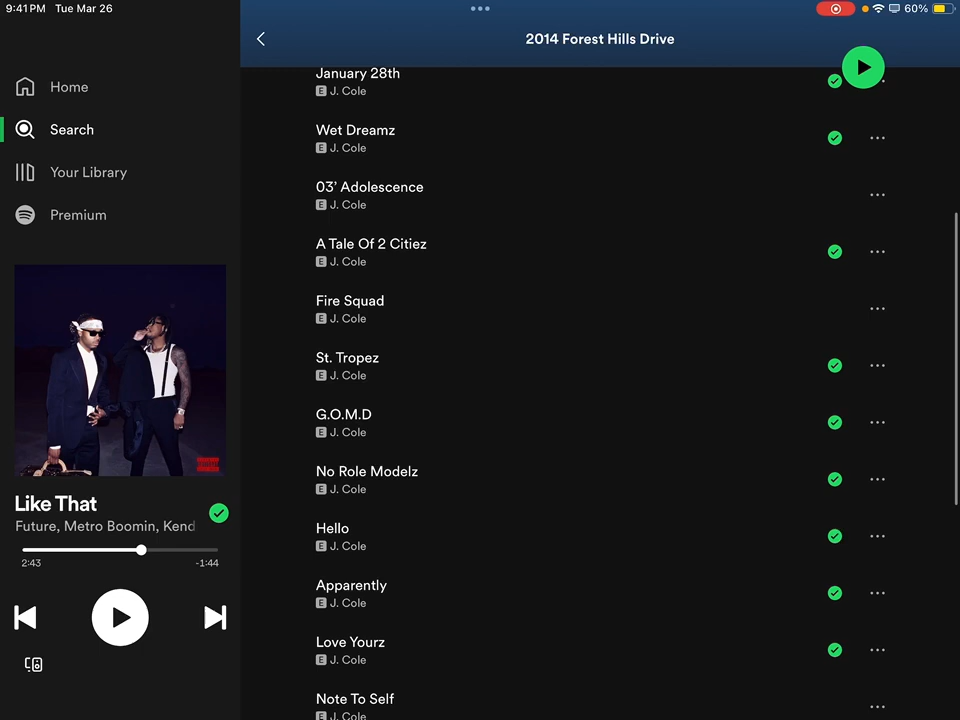 9:41 PM Tue Mar 26
60%
Home
Search
Your Library
Premium
Like That
Future, Metro Boomin, Kend
2:43
-1:44
2014 Forest Hills Drive
January 28th
E J. Cole
Wet Dreamz
E J. Cole
03' Adolescence
E J. Cole
A Tale Of 2 Citiez
E J. Cole
Fire Squad
E J. Cole
St. Tropez
E J. Cole
G.O.M.D
E J. Cole
No Role Modelz
E J. Cole
Hello
E J. Cole
Apparently
E J. Cole
Love Yourz
E J. Cole
Note To Self
E J. Cole